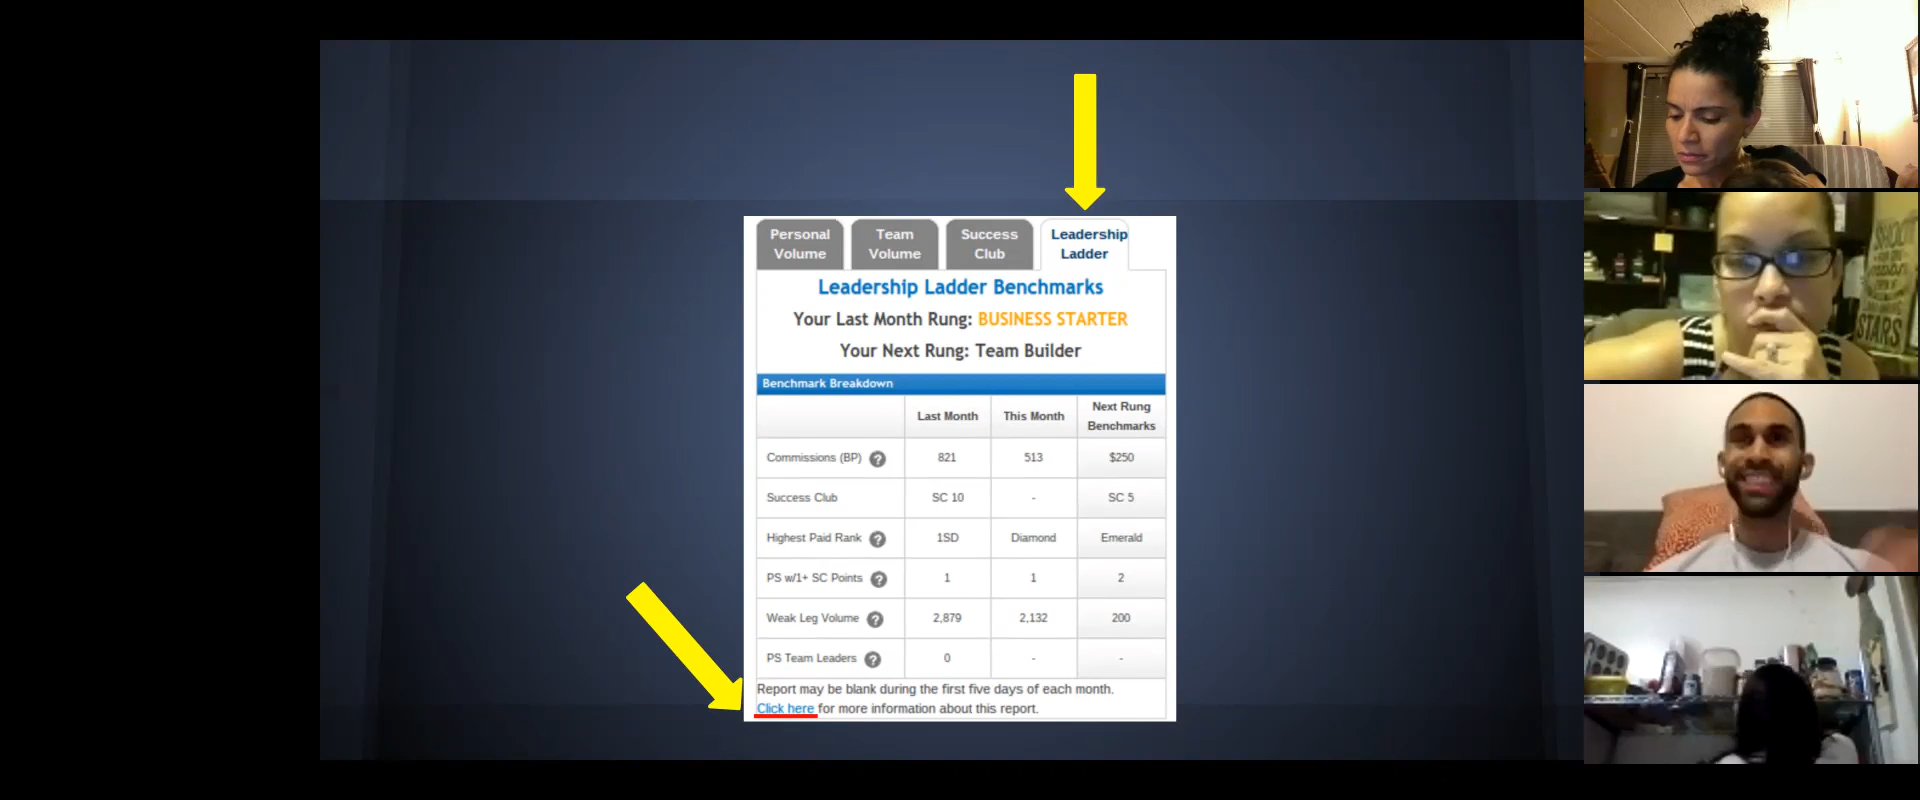 Personal Volume
Team Volume
Success Club
Leadership Ladder
Leadership Ladder Benchmarks
Your Last Month Rung: BUSINESS STARTER
Your Next Rung: Team Builder
Benchmark Breakdown
Last Month This Month Next Rung Benchmarks
Commissions (BP) ? 821 513 $250
Success Club SC 10 - SC 5
Highest Paid Rank ? 1SD Diamond Emerald
PS w/1+ SC Points ? 1 1 2
Weak Leg Volume ? 2,879 2,132 200
PS Team Leaders ? 0 - -
Report may be blank during the first five days of each month.
Click here for more information about this report.
SHOOT
STARS